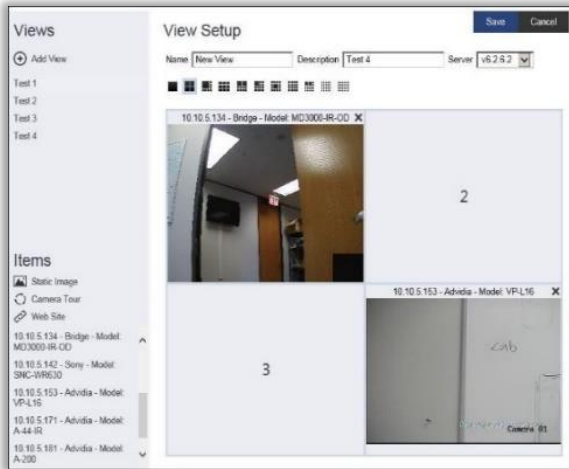 Views
Add View
Test 1
Test 2
Test 3
Test 4
Items
Static Image
Camera Tour
Web Site
10.10.5.134 - Bridge - Model:
MD3000-IR-OD
10.10.5.142 - Sony - Model:
SNC-WR630
10.10.5.153 - Advidia - Model:
VP-L16
10.10.5.171 - Advidia - Model:
A-44-IR
10.10.5.181 - Advidia - Model:
A-200
View Setup
Save Cancel
Name New View Description Test 4 Server v6.2.6.2
10.10.5.134 - Bridge - Model: MD3000-IR-OD X
2
3
10.10.5.153 - Advidia - Model: VP-L16 X
Camera 01